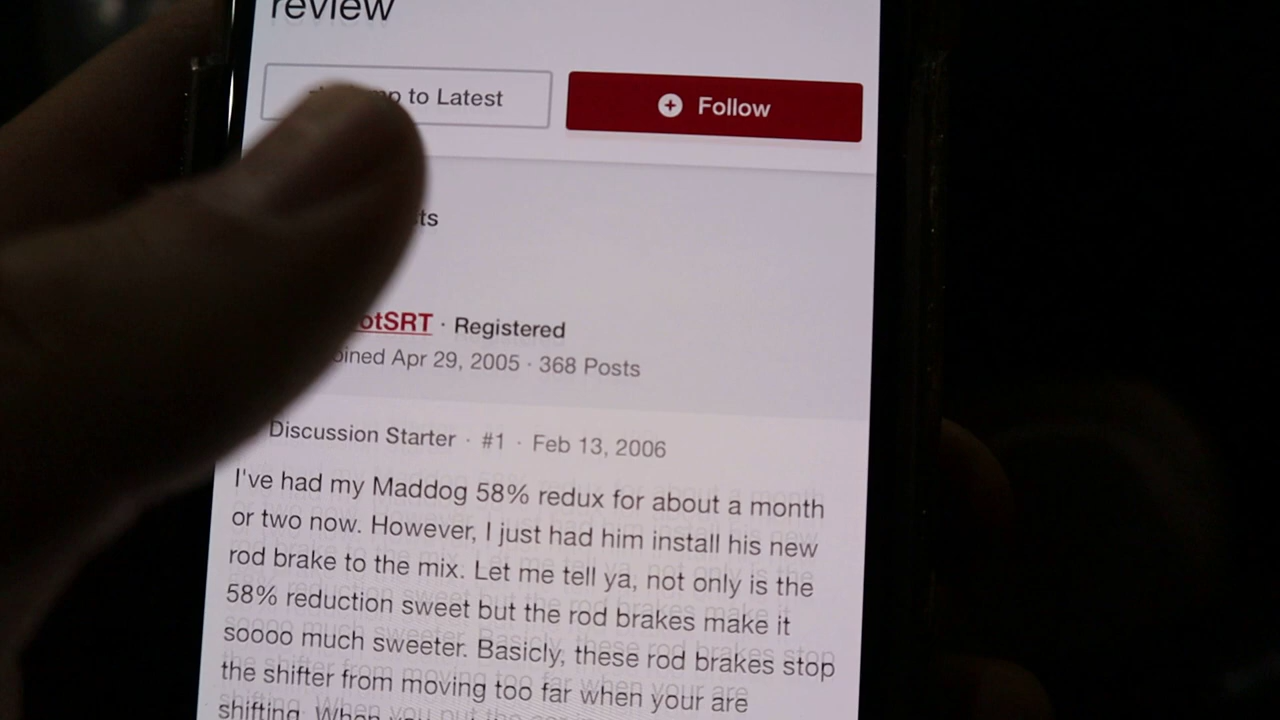 review
to Latest
Follow
otSRT · Registered
Apr 29, 2005 · 368 Posts
Discussion Starter · #1 · Feb 13, 2006
I've had my Maddog 58% redux for about a month
or two now. However, I just had him install his new
rod brake to the mix. Let me tell ya, not only is the
58% reduction sweet but the rod brakes make it
soooo much sweeter. Basicly, these rod brakes stop
the shifter from moving too far when your are
shifting. When you put the